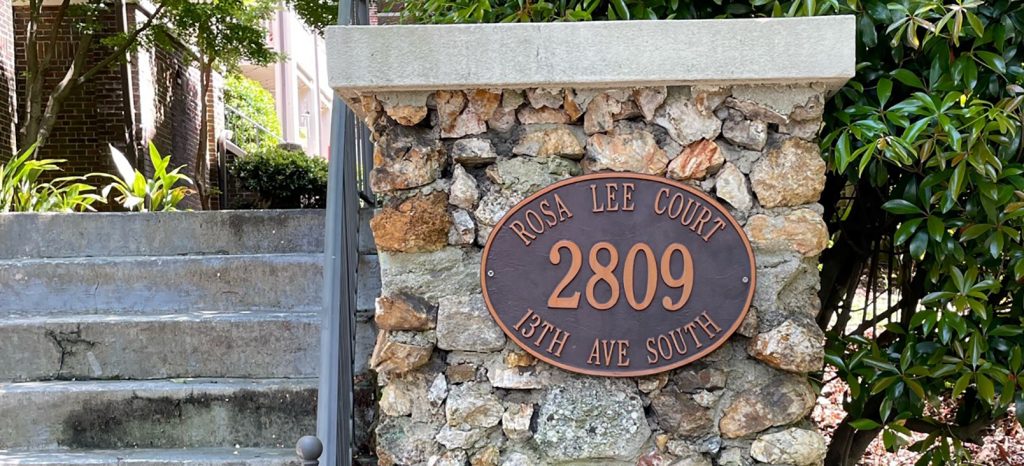 ROSA LEE COURT
2809
13TH AVE SOUTH